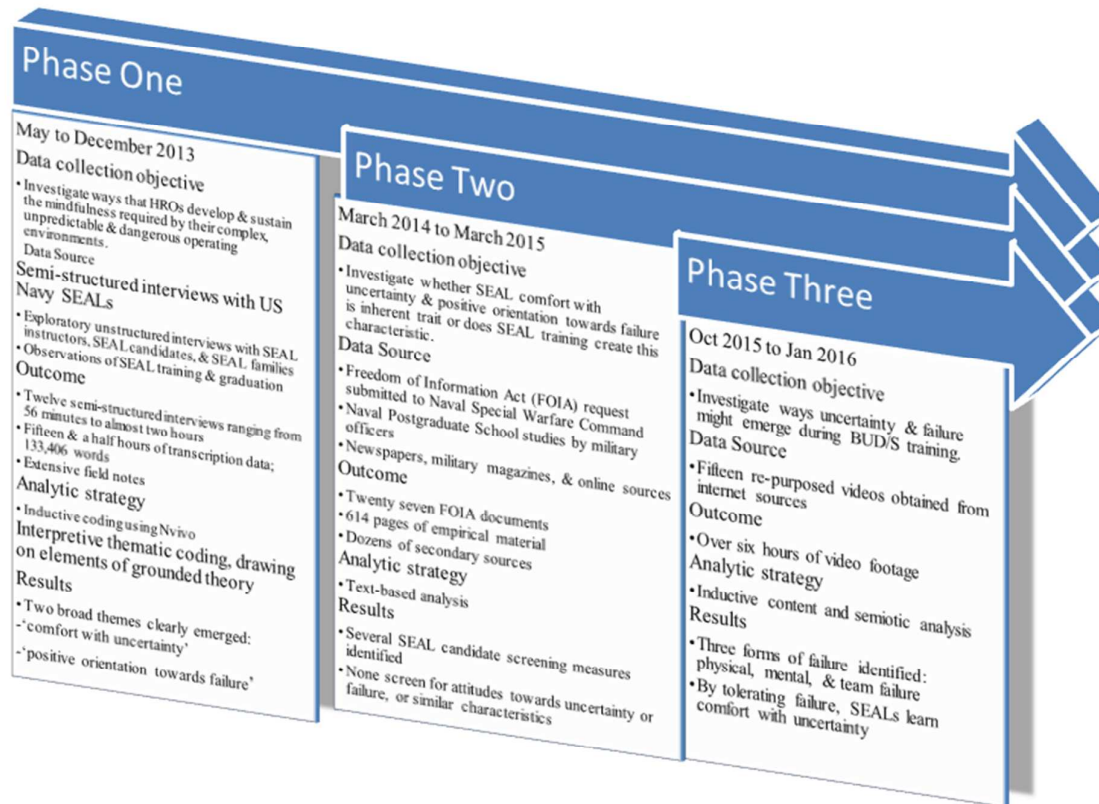 Phase One
May to December 2013
Data collection objective
• Investigate ways that HROs develop & sustain
the mindfulness required by their complex,
unpredictable & dangerous operating
environments.
Data Source
Semi-structured interviews with US
Navy SEALs
• Exploratory unstructured interviews with SEAL
instructors, SEAL candidates, & SEAL families
• Observations of SEAL training & graduation
Outcome
• Twelve semi-structured interviews ranging from
56 minutes to almost two hours
• Fifteen & a half hours of transcription data;
133,406 words
• Extensive field notes
Analytic strategy
• Inductive coding using Nvivo
Interpretive thematic coding, drawing
on elements of grounded theory
Results
• Two broad themes clearly emerged:
-‘comfort with uncertainty’
-‘positive orientation towards failure’
Phase Two
March 2014 to March 2015
Data collection objective
• Investigate whether SEAL comfort with
uncertainty & positive orientation towards failure
is inherent trait or does SEAL training create this
characteristic.
Data Source
• Freedom of Information Act (FOIA) request
submitted to Naval Special Warfare Command
• Naval Postgraduate School studies by military
officers
• Newspapers, military magazines, & online sources
Outcome
• Twenty seven FOIA documents
• 614 pages of empirical material
• Dozens of secondary sources
Analytic strategy
• Text-based analysis
Results
• Several SEAL candidate screening measures
identified
• None screen for attitudes towards uncertainty or
failure, or similar characteristics
Phase Three
Oct 2015 to Jan 2016
Data collection objective
• Investigate ways uncertainty & failure
might emerge during BUD/S training.
Data Source
• Fifteen re-purposed videos obtained from
internet sources
Outcome
• Over six hours of video footage
Analytic strategy
• Inductive content and semiotic analysis
Results
• Three forms of failure identified:
physical, mental, & team failure
• By tolerating failure, SEALs learn
comfort with uncertainty